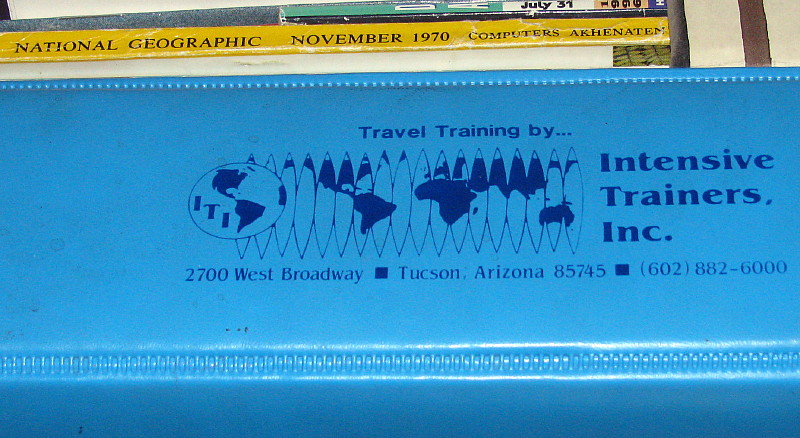 July 31
1996
NATIONAL GEOGRAPHIC NOVEMBER 1970 COMPUTERS AKHENATEN
Travel Training by...
ITI
Intensive
Trainers,
Inc.
2700 West Broadway ■ Tucson, Arizona 85745 ■ (602) 882-6000